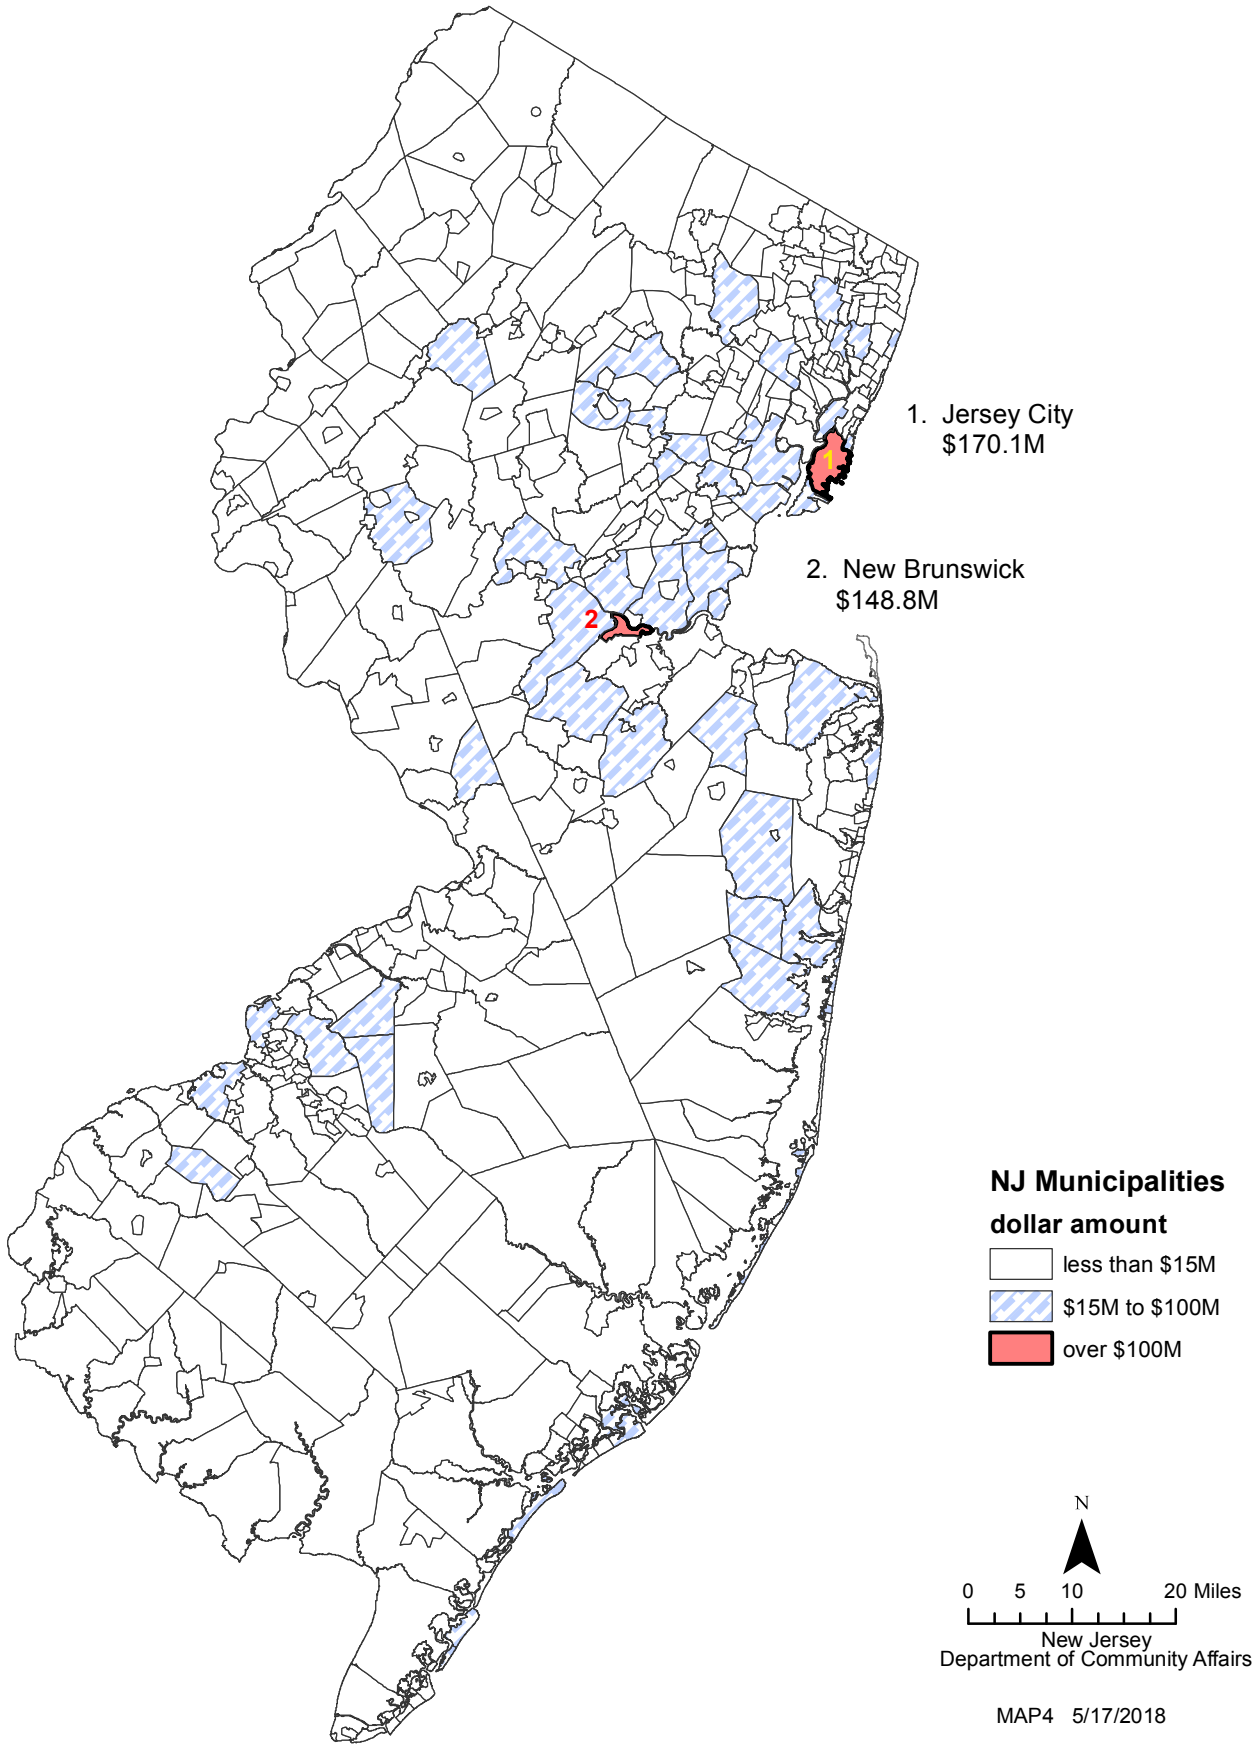 1. Jersey City
$170.1M
1
2. New Brunswick
$148.8M
2
NJ Municipalities
dollar amount
less than $15M
$15M to $100M
over $100M
N
0 5 10 20 Miles
New Jersey
Department of Community Affairs
MAP4 5/17/2018